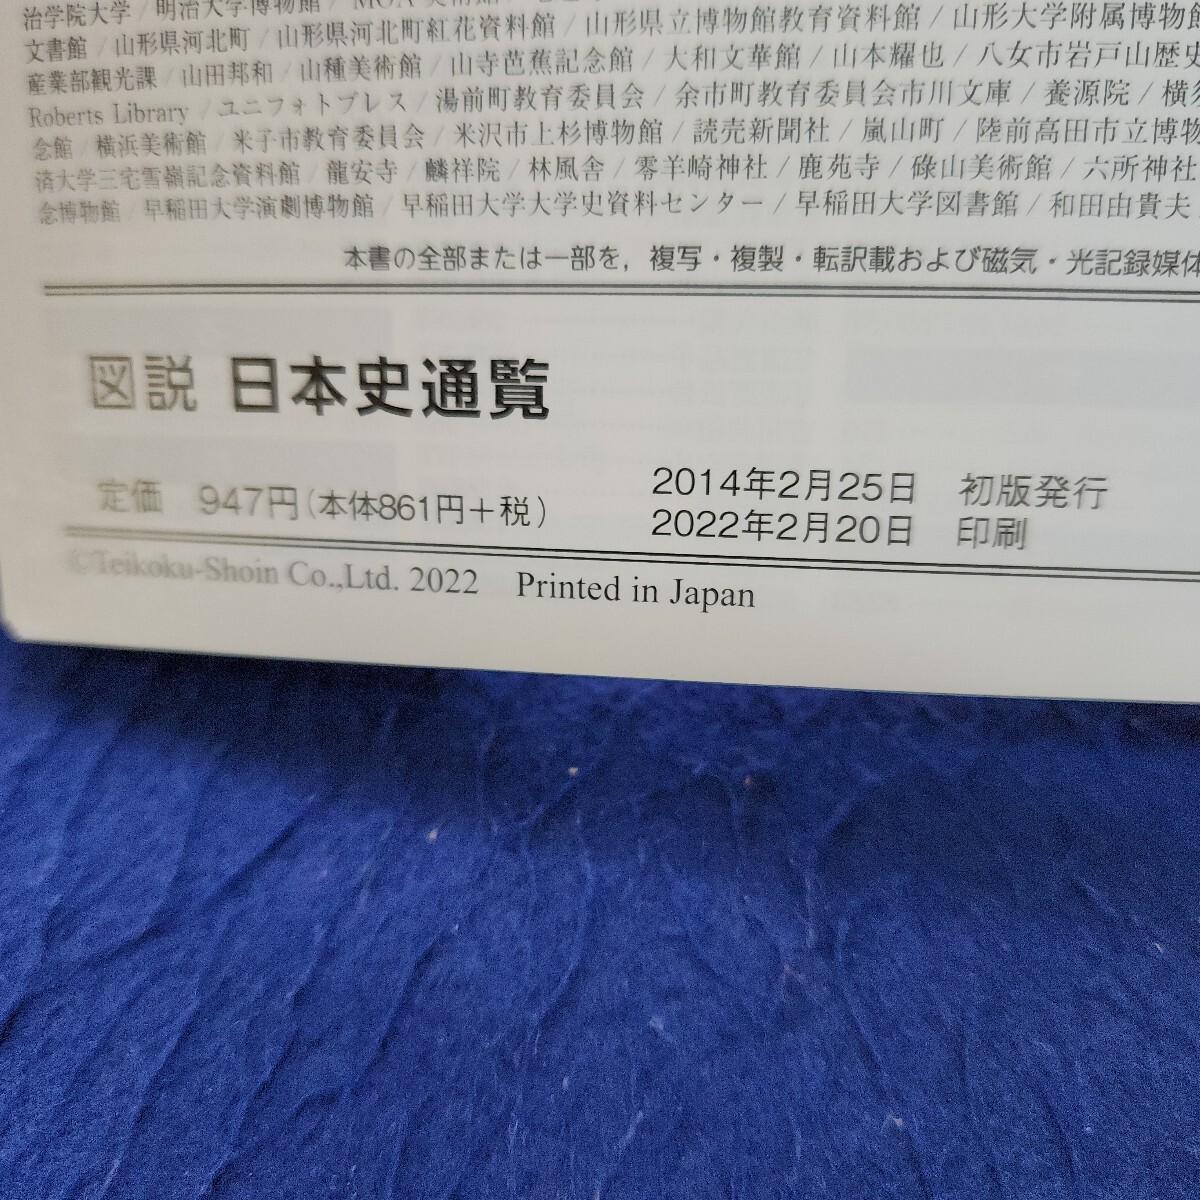 治学院大学/明治大学博物館/MOA美術館/
文書館/山形県河北町/山形県河北町紅花資料館/山形県立博物館教育資料館/山形大学附属博物館
産業部観光課/山田邦和/山種美術館/山寺芭蕉記念館/大和文華館/山本耀也/八女市岩戸山歴史
Roberts Library/ユニフォトプレス/湯前町教育委員会/余市町教育委員会市川文庫/養源院/横須
念館/横浜美術館/米子市教育委員会/米沢市上杉博物館/読売新聞社/嵐山町/陸前高田市立博物
済大学三宅雪嶺記念資料館/龍安寺/麟祥院/林風舎/零羊崎神社/鹿苑寺/碌山美術館/六所神社
念博物館/早稲田大学演劇博物館/早稲田大学大学史資料センター/早稲田大学図書館/和田由貴夫
本書の全部または一部を，複写・複製・転訳載および磁気・光記録媒体
図説 日本史通覧
定価 947円(本体861円+税)
2014年2月25日 初版発行
2022年2月20日 印刷
©Teikoku-Shoin Co.,Ltd. 2022 Printed in Japan